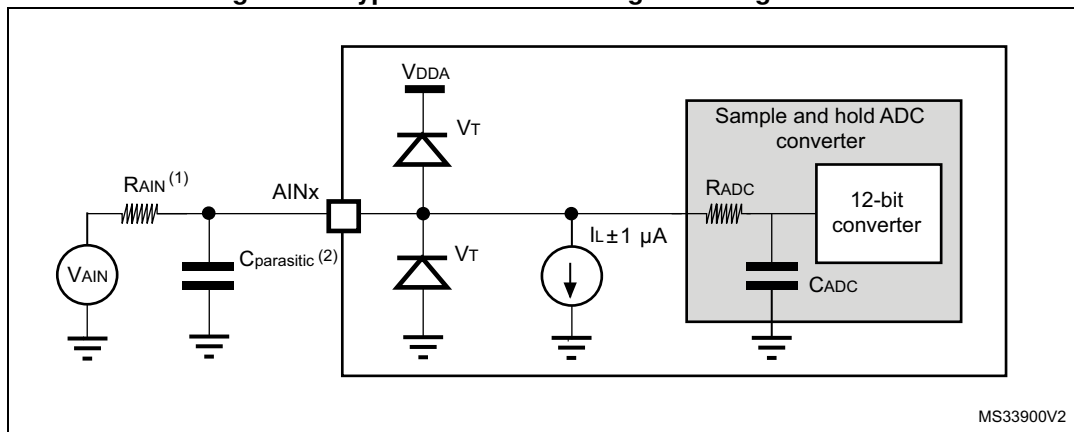 VDDA
Sample and hold ADC
converter
VT
RAIN (1)
AINx
RADC
12-bit
converter
IL±1 µA
VAIN
Cparasitic (2)
VT
CADC
MS33900V2